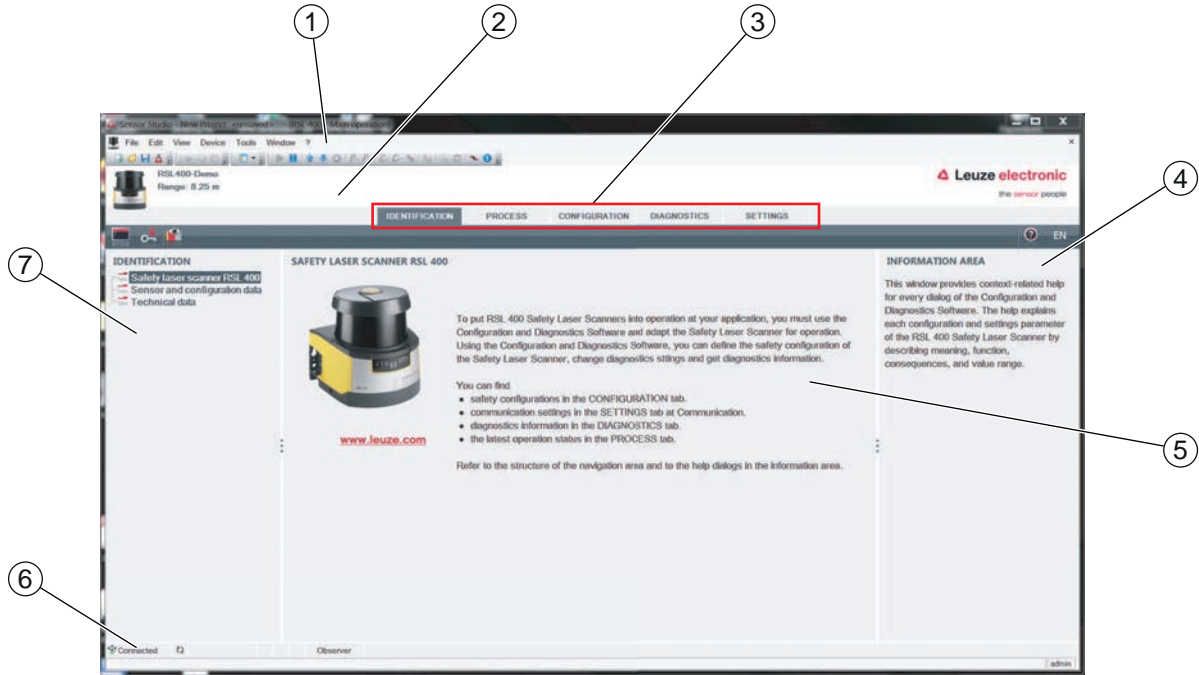 1
2
3
Sensor Studio - New Project <unsaved> - RSL 400 Main operation
File Edit View Device Tools Window ?
RSL400-Demo
Range: 8.25 m
Leuze electronic
the sensor people
4
IDENTIFICATION PROCESS CONFIGURATION DIAGNOSTICS SETTINGS
EN
7
IDENTIFICATION
Safety laser scanner RSL 400
Sensor and configuration data
Technical data
SAFETY LASER SCANNER RSL 400
www.leuze.com
To put RSL 400 Safety Laser Scanners into operation at your application, you must use the
Configuration and Diagnostics Software and adapt the Safety Laser Scanner for operation.
Using the Configuration and Diagnostics Software, you can define the safety configuration of
the Safety Laser Scanner, change diagnostics sttings and get diagnostics information.
You can find
• safety configurations in the CONFIGURATION tab.
• communication settings in the SETTINGS tab at Communication.
• diagnostics information in the DIAGNOSTICS tab.
• the latest operation status in the PROCESS tab.
Refer to the structure of the navigation area and to the help dialogs in the information area.
INFORMATION AREA
This window provides context-related help
for every dialog of the Configuration and
Diagnostics Software. The help explains
each configuration and settings parameter
of the RSL 400 Safety Laser Scanner by
describing meaning, function,
consequences, and value range.
5
6
Connected
Observer
admin